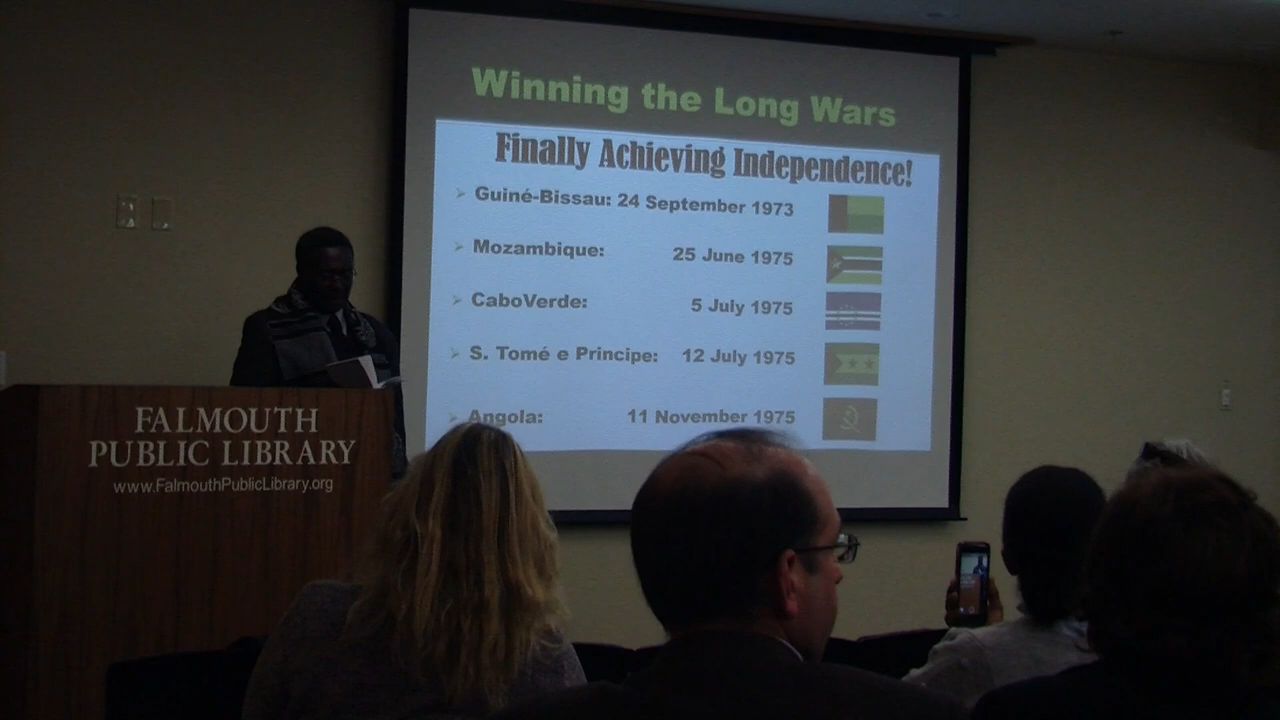 Winning the Long Wars
Finally Achieving Independence!
Guiné-Bissau: 24 September 1973
Mozambique: 25 June 1975
CaboVerde: 5 July 1975
S. Tomé e Principe: 12 July 1975
Angola: 11 November 1975
FALMOUTH
PUBLIC LIBRARY
www.FalmouthPublicLibrary.org